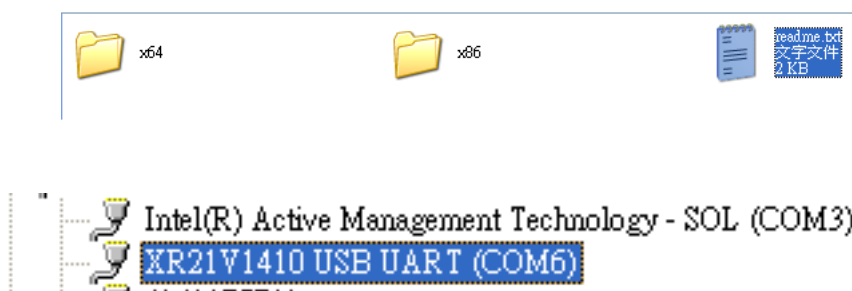 x64
x86
readme.txt
文字文件
2 KB
Intel(R) Active Management Technology - SOL (COM3)
XR21V1410 USB UART (COM6)